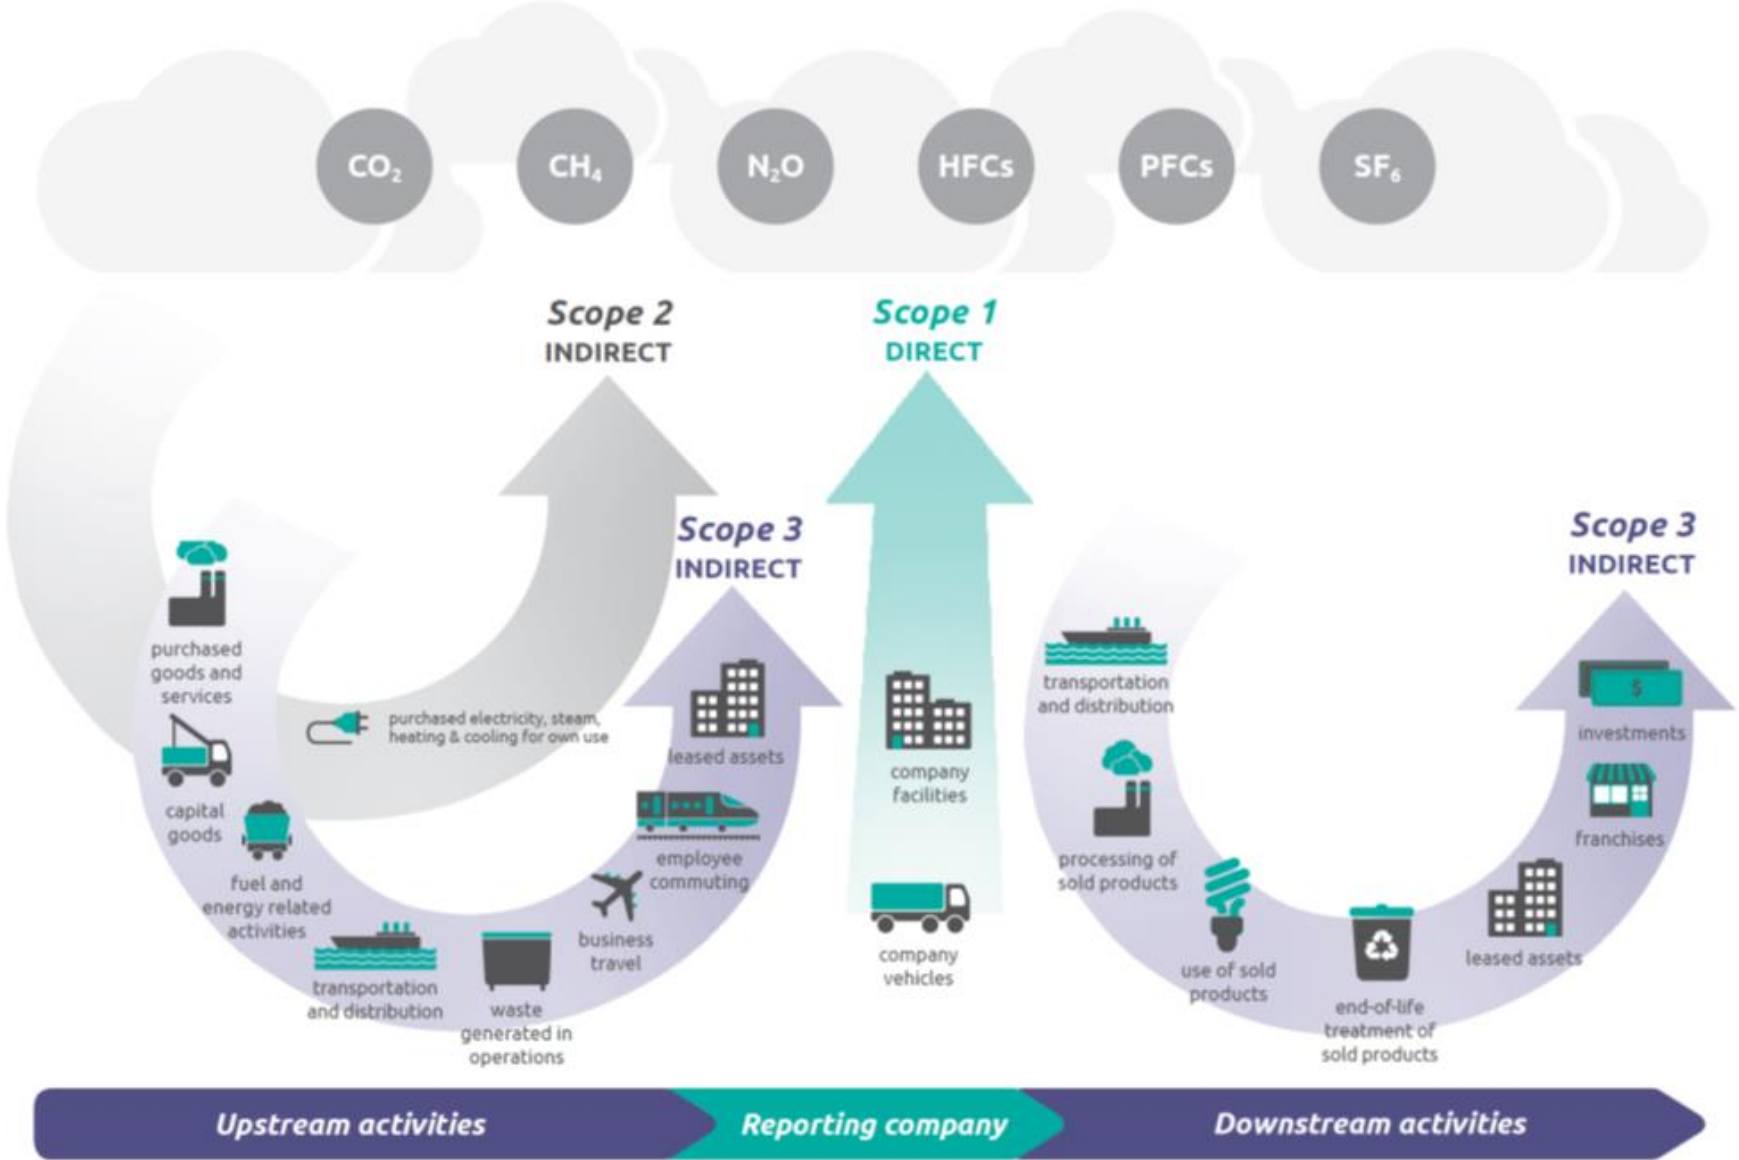 CO₂
CH₄
N₂O
HFCs
PFCs
SF₆
Scope 2
INDIRECT
Scope 1
DIRECT
Scope 3
INDIRECT
Scope 3
INDIRECT
purchased
goods and
services
capital
goods
fuel and
energy related
activities
transportation
and distribution
waste
generated in
operations
business
travel
employee
commuting
leased assets
purchased electricity, steam,
heating & cooling for own use
company
facilities
company
vehicles
transportation
and distribution
processing of
sold products
use of sold
products
end-of-life
treatment of
sold products
leased assets
franchises
$
investments
Upstream activities
Reporting company
Downstream activities